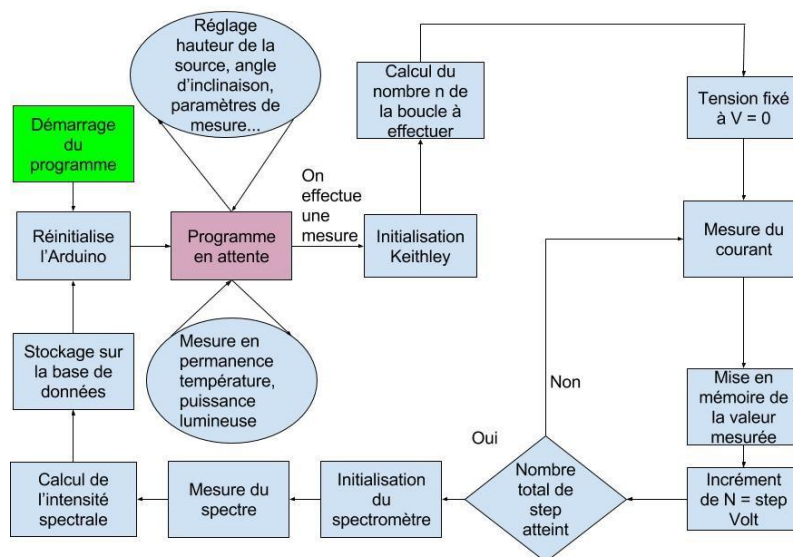 Démarrage
du
programme
Réinitialise
l'Arduino
Réglage
hauteur de la
source, angle
d'inclinaison,
paramètres de
mesure...
Programme
en attente
Mesure en
permanence
température,
puissance
lumineuse
On
effectue
une
mesure
Initialisation
Keithley
Calcul du
nombre n de
la boucle à
effectuer
Tension fixé
à V = 0
Mesure du
courant
Mise en
mémoire de
la valeur
mesurée
Incrément
de N = step
Volt
Nombre
total de
step
atteint
Non
Oui
Initialisation
du
spectromètre
Mesure du
spectre
Calcul de
l'intensité
spectrale
Stockage sur
la base de
données